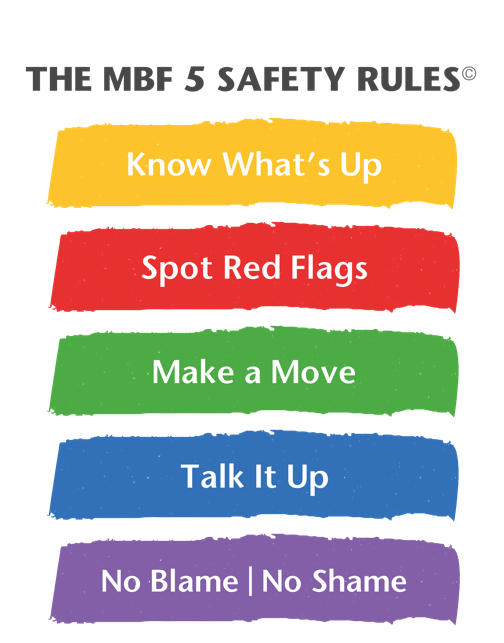 THE MBF 5 SAFETY RULES©
Know What's Up
Spot Red Flags
Make a Move
Talk It Up
No Blame | No Shame